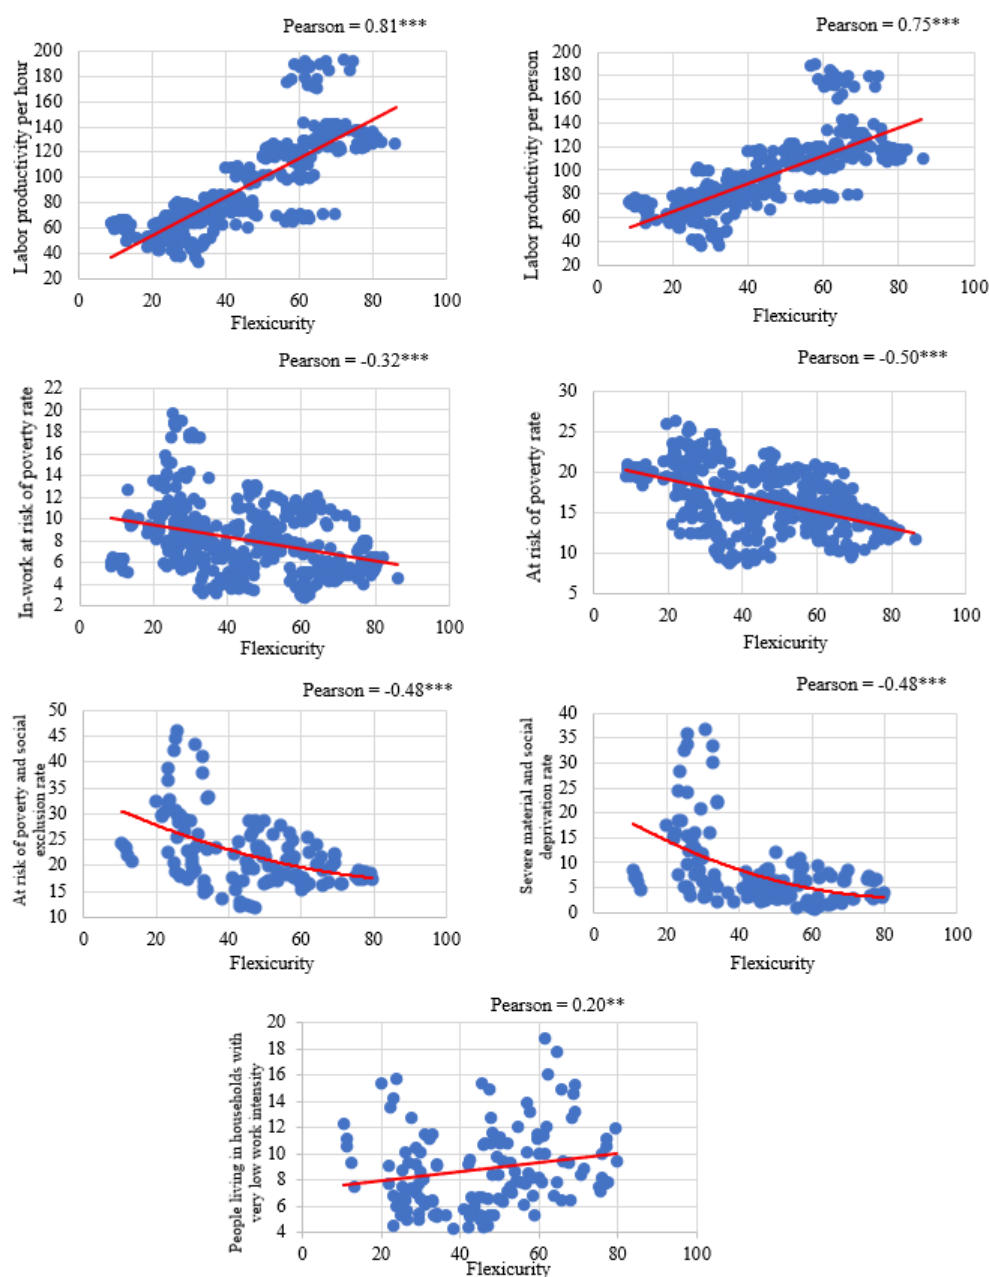 Pearson = 0.81***
Labor productivity per hour
200
180
160
140
120
100
80
60
40
20
0 20 40 60 80 100
Flexicurity
Pearson = 0.75***
Labor productivity per person
200
180
160
140
120
100
80
60
40
20
0 20 40 60 80 100
Flexicurity
Pearson = -0.32***
In-work at risk of poverty rate
22
20
18
16
14
12
10
8
6
4
2
0 20 40 60 80 100
Flexicurity
Pearson = -0.50***
At risk of poverty rate
30
25
20
15
10
5
0 20 40 60 80 100
Flexicurity
Pearson = -0.48***
At risk of poverty and social
exclusion rate
50
45
40
35
30
25
20
15
10
0 20 40 60 80 100
Flexicurity
Pearson = -0.48***
Severe material and social
deprivation rate
40
35
30
25
20
15
10
5
0
0 20 40 60 80 100
Flexicurity
Pearson = 0.20**
People living in households with
very low work intensity
20
18
16
14
12
10
8
6
4
0 20 40 60 80 100
Flexicurity